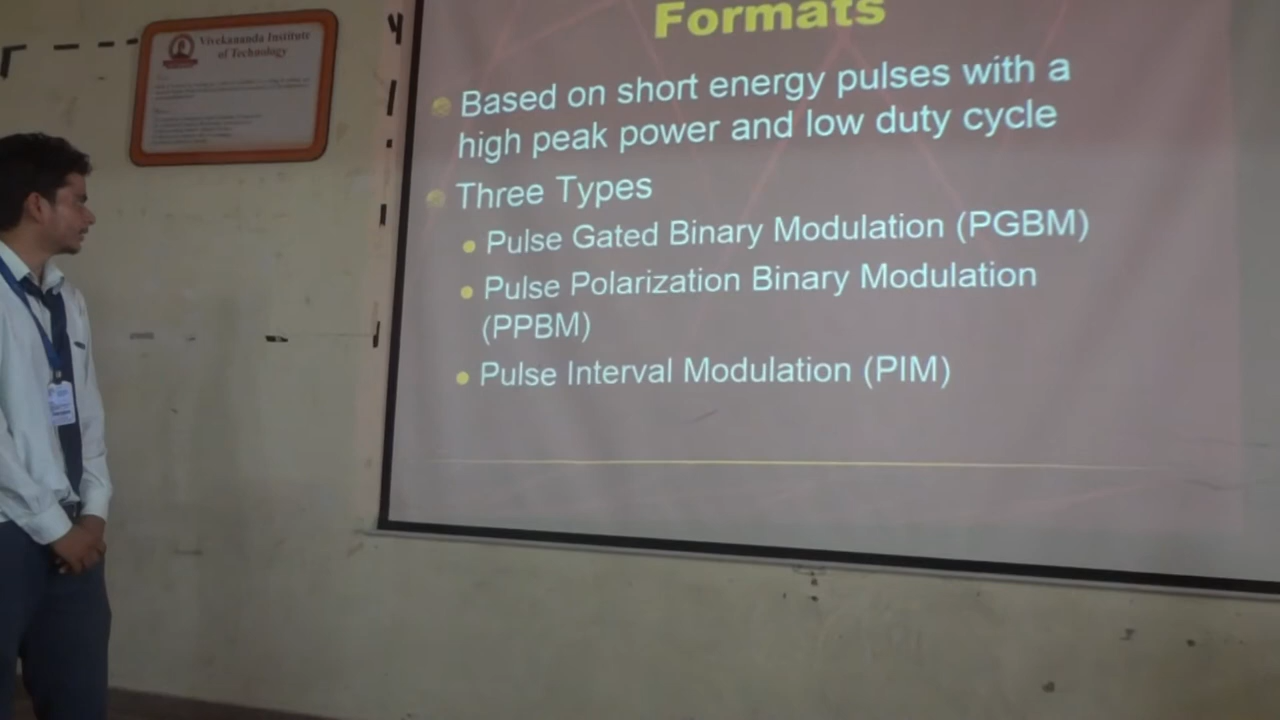 Vivekananda Institute
of Technology
Formats
Based on short energy pulses with a
high peak power and low duty cycle
Three Types
Pulse Gated Binary Modulation (PGBM)
Pulse Polarization Binary Modulation
(PPBM)
Pulse Interval Modulation (PIM)